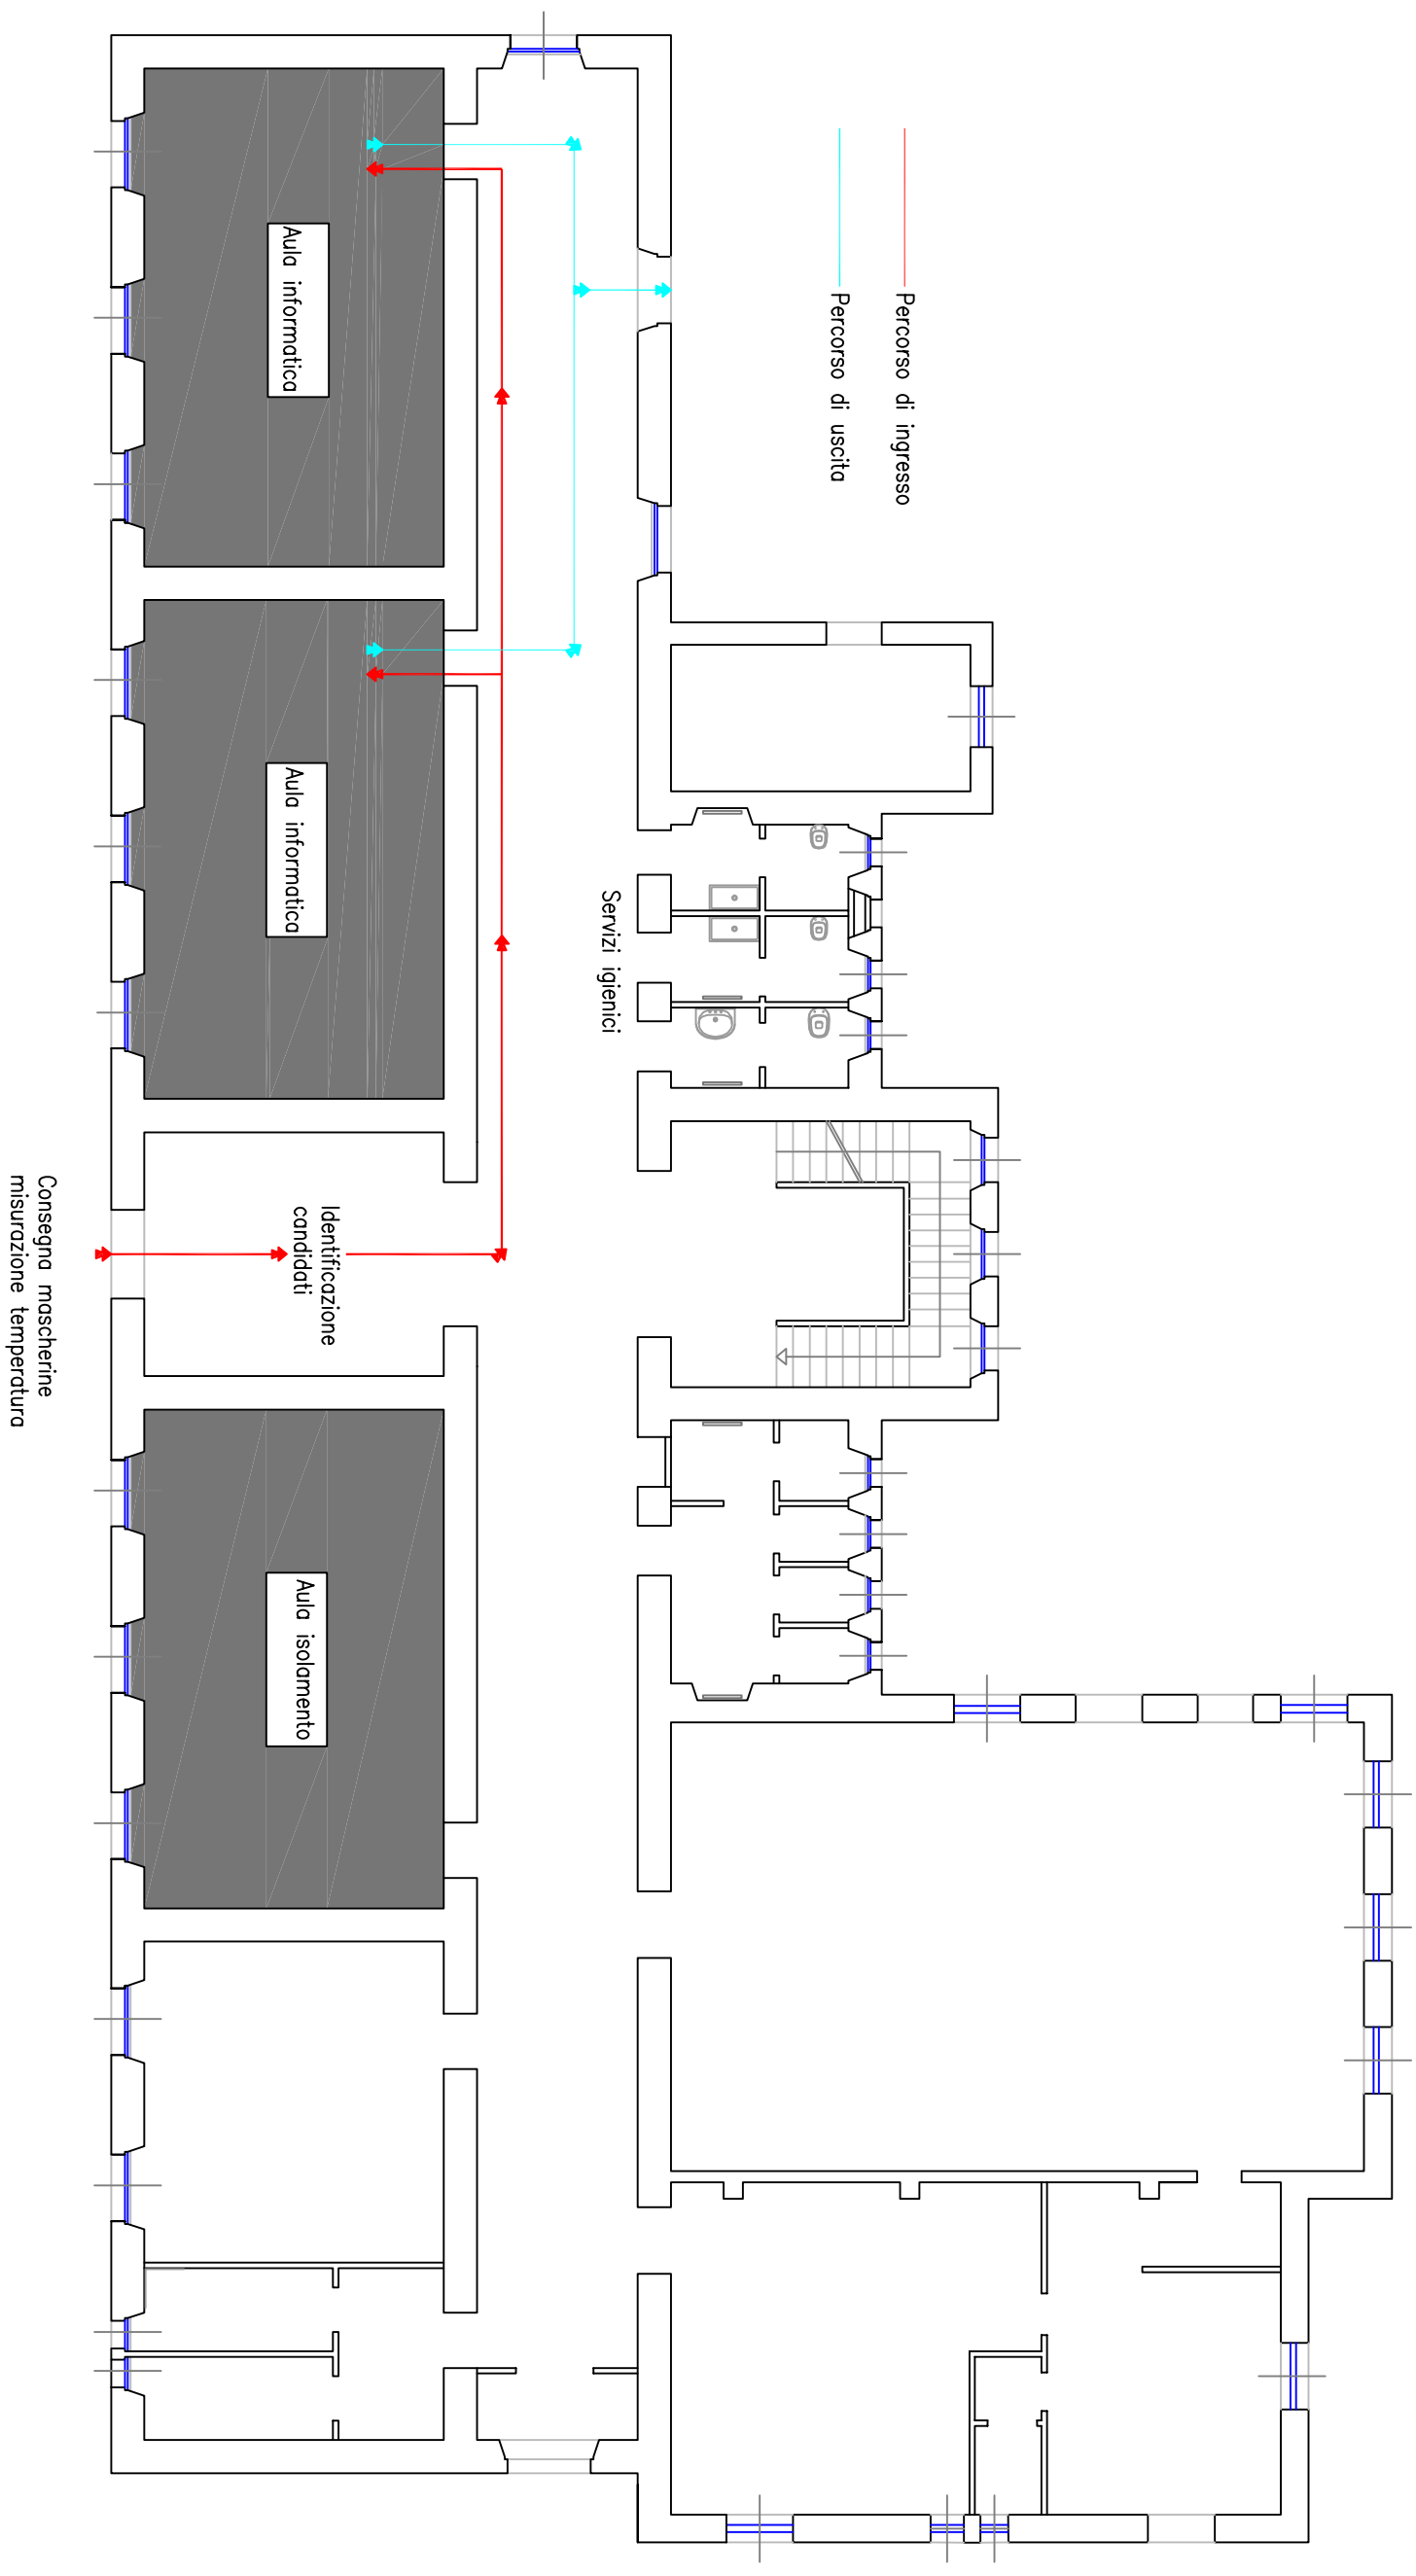 Percorso di ingresso
Percorso di uscita
Aula informatica
Aula informatica
Servizi igienici
Identificazione
candidati
Consegna mascherine
misurazione temperatura
Aula isolamento